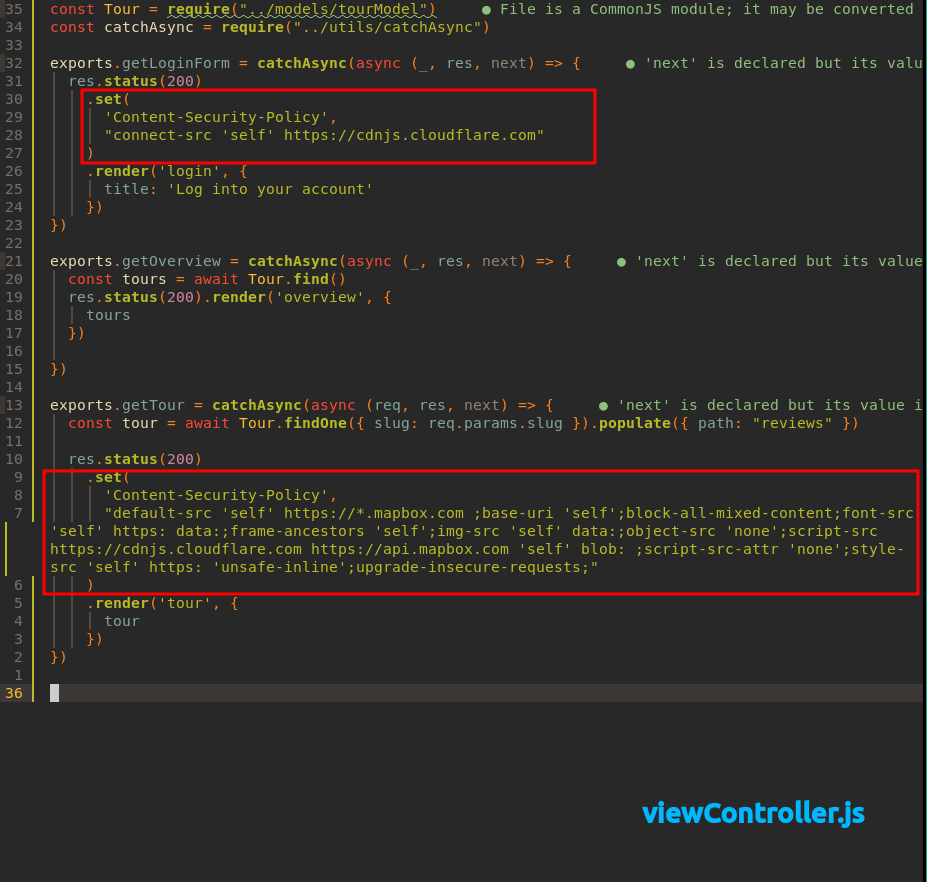 35 const Tour = require("../models/tourModel") ● File is a CommonJS module; it may be converted
34 const catchAsync = require("../utils/catchAsync")
33
32 exports.getLoginForm = catchAsync(async (_, res, next) => { ● 'next' is declared but its valu
31 res.status(200)
30 .set(
29 'Content-Security-Policy',
28 "connect-src 'self' https://cdnjs.cloudflare.com"
27 )
26 .render('login', {
25 title: 'Log into your account'
24 })
23 })
22
21 exports.getOverview = catchAsync(async (_, res, next) => { ● 'next' is declared but its value
20 const tours = await Tour.find()
19 res.status(200).render('overview', {
18 tours
17 })
16
15 })
14
13 exports.getTour = catchAsync(async (req, res, next) => { ● 'next' is declared but its value i
12 const tour = await Tour.findOne({ slug: req.params.slug }).populate({ path: "reviews" })
11
10 res.status(200)
9 .set(
8 'Content-Security-Policy',
7 "default-src 'self' https://*.mapbox.com ;base-uri 'self';block-all-mixed-content;font-src
'self' https: data:;frame-ancestors 'self';img-src 'self' data:;object-src 'none';script-src
https://cdnjs.cloudflare.com https://api.mapbox.com 'self' blob: ;script-src-attr 'none';style-
src 'self' https: 'unsafe-inline';upgrade-insecure-requests;"
6 )
5 .render('tour', {
4 tour
3 })
2 })
1
36
viewController.js